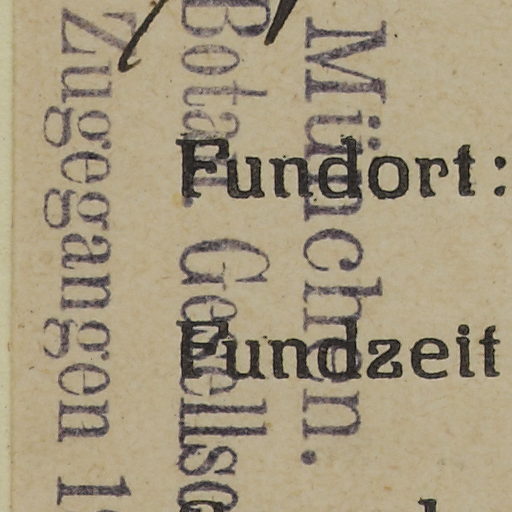 Fundort:
Fundzeit
München.
Botan. Gesellsc
Zugegangen 1